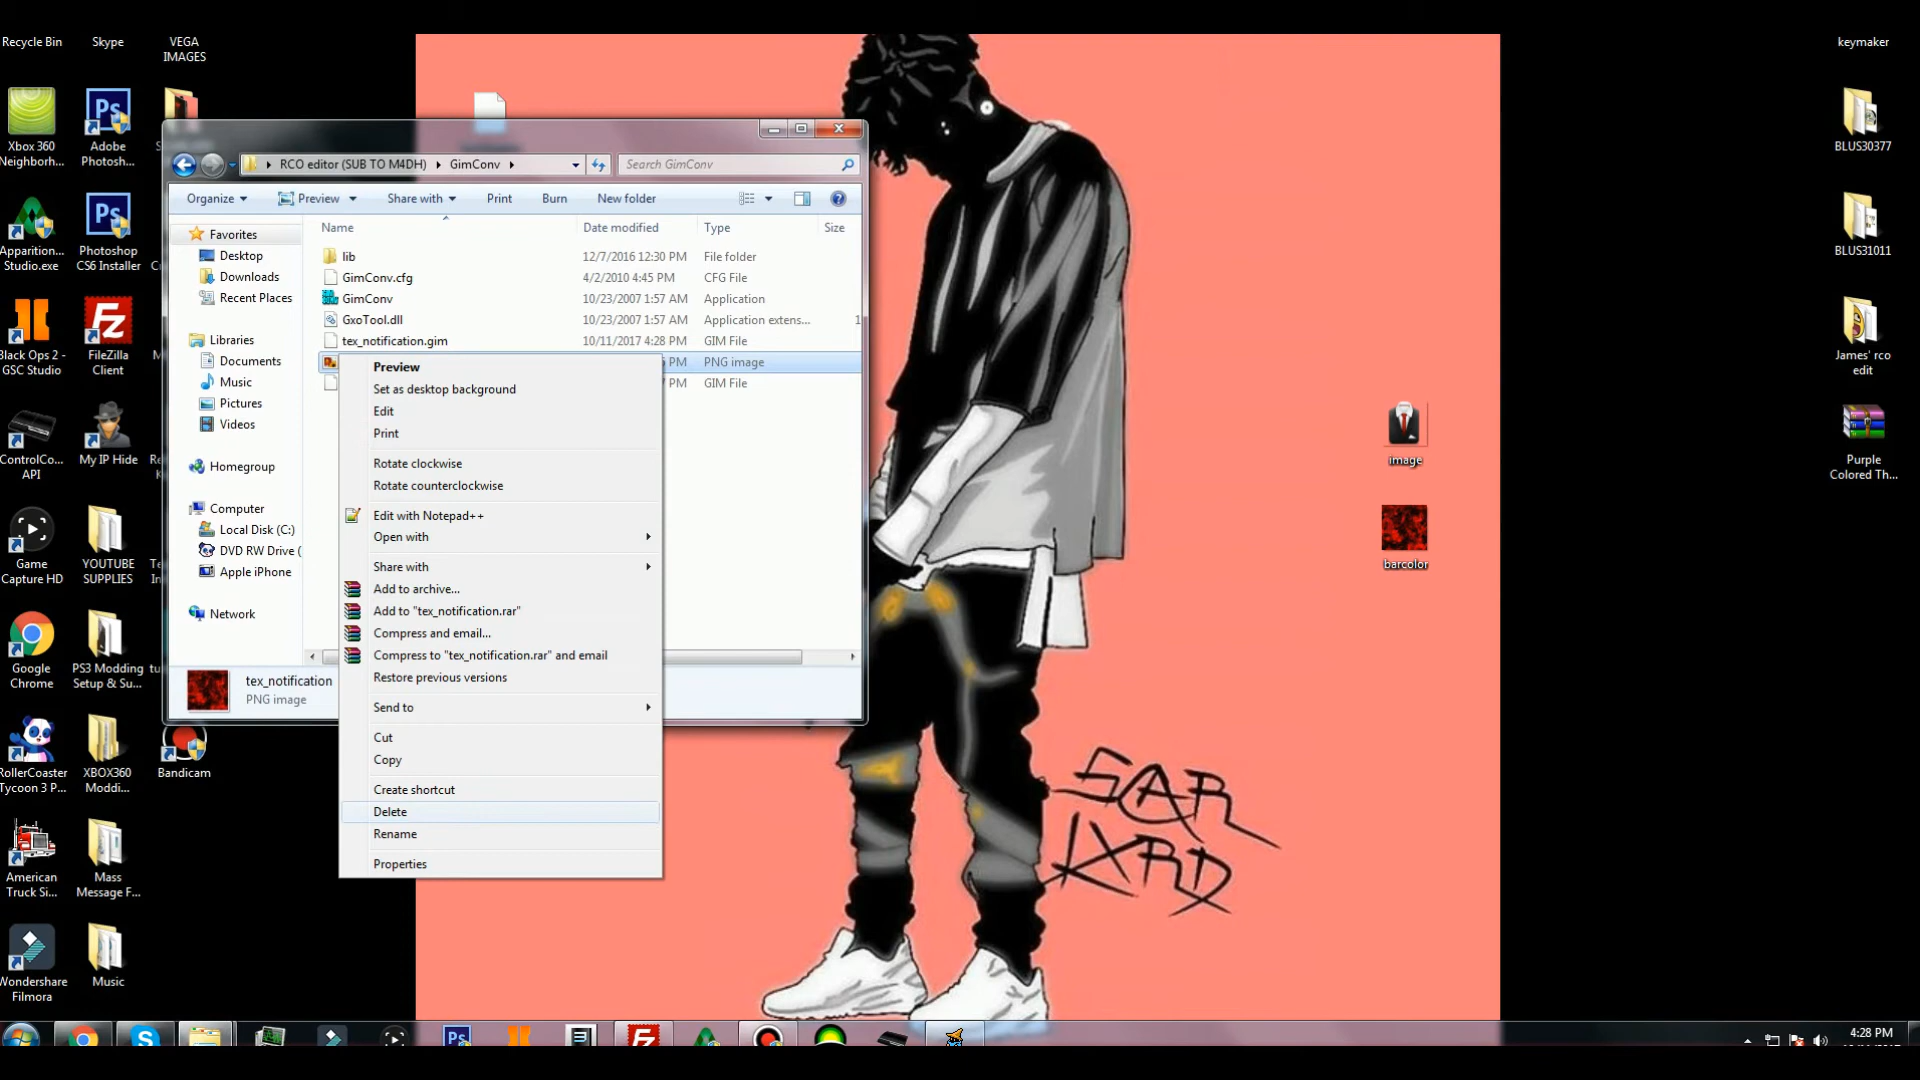 Recycle Bin
Skype
VEGA
IMAGES
keymaker
Xbox 360
Neighborh...
Adobe
Photosh...
BLUS30377
RCO editor (SUB TO M4DH)
GimConv
Search GimConv
Organize
Preview
Share with
Print
Burn
New folder
Name
Date modified
Type
Size
Favorites
Desktop
Downloads
Recent Places
Libraries
Documents
Music
Pictures
Videos
Homegroup
Computer
Local Disk (C:)
DVD RW Drive (
Apple iPhone
Network
lib
12/7/2016 12:30 PM
File folder
GimConv.cfg
4/2/2010 4:45 PM
CFG File
GimConv
10/23/2007 1:57 AM
Application
GxoTool.dll
10/23/2007 1:57 AM
Application extens...
1
tex_notification.gim
10/11/2017 4:28 PM
GIM File
PM
PNG image
PM
GIM File
Preview
Set as desktop background
Edit
Print
Rotate clockwise
Rotate counterclockwise
Edit with Notepad++
Open with
Share with
Add to archive...
Add to "tex_notification.rar"
Compress and email...
Compress to "tex_notification.rar" and email
Restore previous versions
Send to
Cut
Copy
Create shortcut
Delete
Rename
Properties
tex_notification
PNG image
Apparition
Studio.exe
Photoshop
CS6 Installer
BLUS31011
Black Ops 2 -
GSC Studio
FileZilla
Client
James' rco
edit
ControlCo...
API
My IP Hide
image
Purple
Colored Th...
Game
Capture HD
YOUTUBE
SUPPLIES
barcolor
Google
Chrome
PS3 Modding
Setup & Su...
RollerCoaster
Tycoon 3 P...
XBOX360
Moddi...
Bandicam
American
Truck Si...
Mass
Message F...
Wondershare
Filmora
Music
SAR
LXRD
4:28 PM